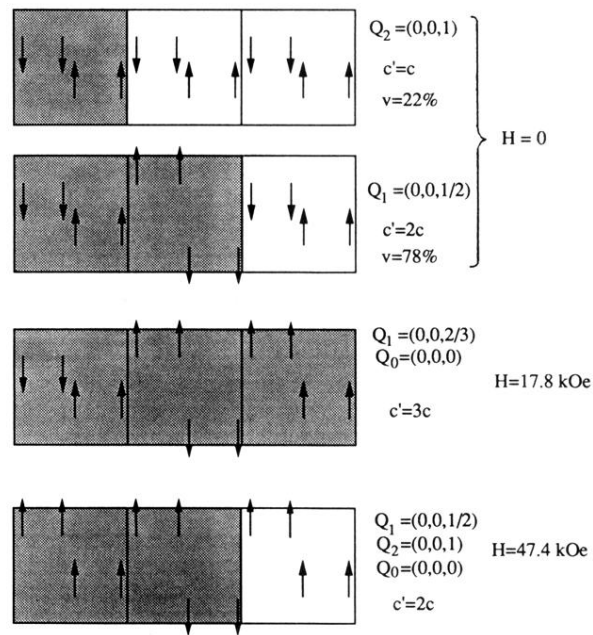 Q₂ =(0,0,1)
c'=c
v=22%
H = 0
Q₁ =(0,0,1/2)
c'=2c
v=78%
Q₁ =(0,0,2/3)
Q₀=(0,0,0)
H=17.8 kOe
c'=3c
Q₁ =(0,0,1/2)
Q₂ =(0,0,1)
H=47.4 kOe
Q₀=(0,0,0)
c'=2c